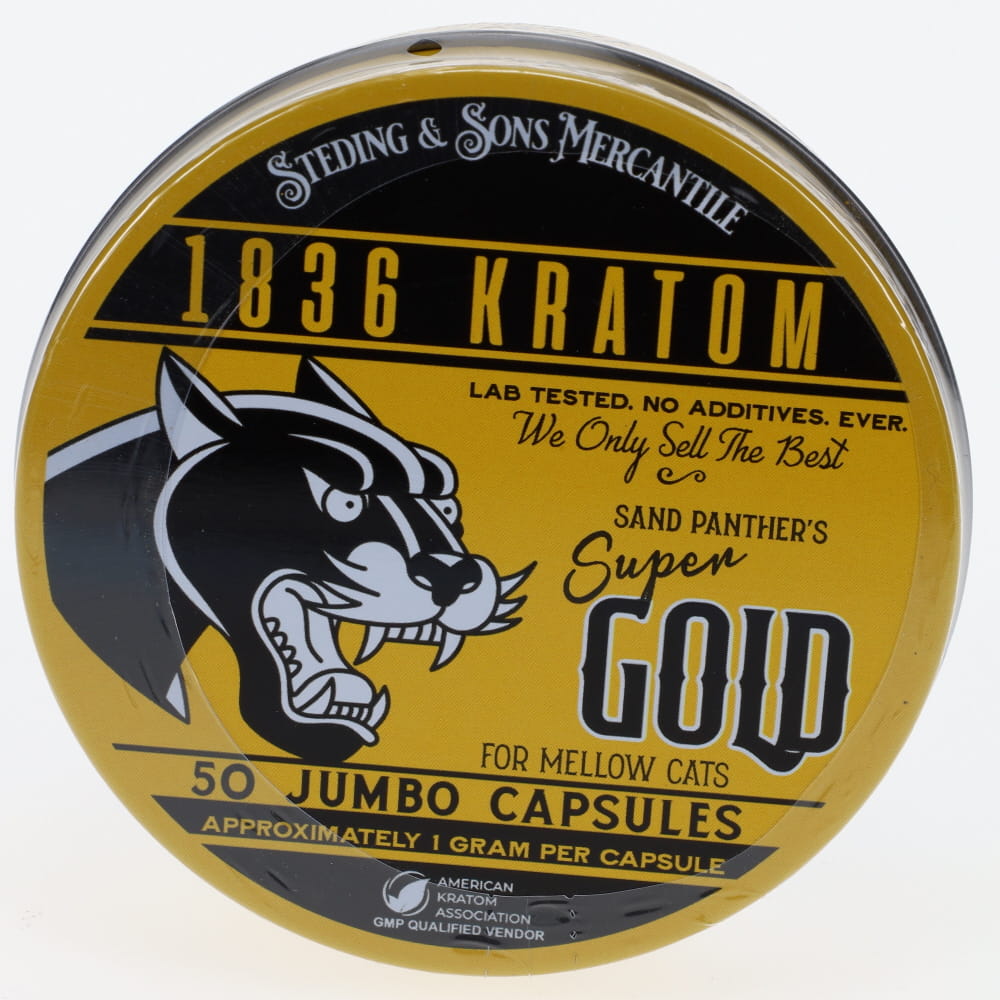 STEDING & SONS MERCANTILE
1836 KRATOM
LAB TESTED. NO ADDITIVES. EVER.
We Only Sell The Best
SAND PANTHER'S
Super
GOLD
FOR MELLOW CATS
50 JUMBO CAPSULES
APPROXIMATELY 1 GRAM PER CAPSULE
AMERICAN
KRATOM
ASSOCIATION
GMP QUALIFIED VENDOR